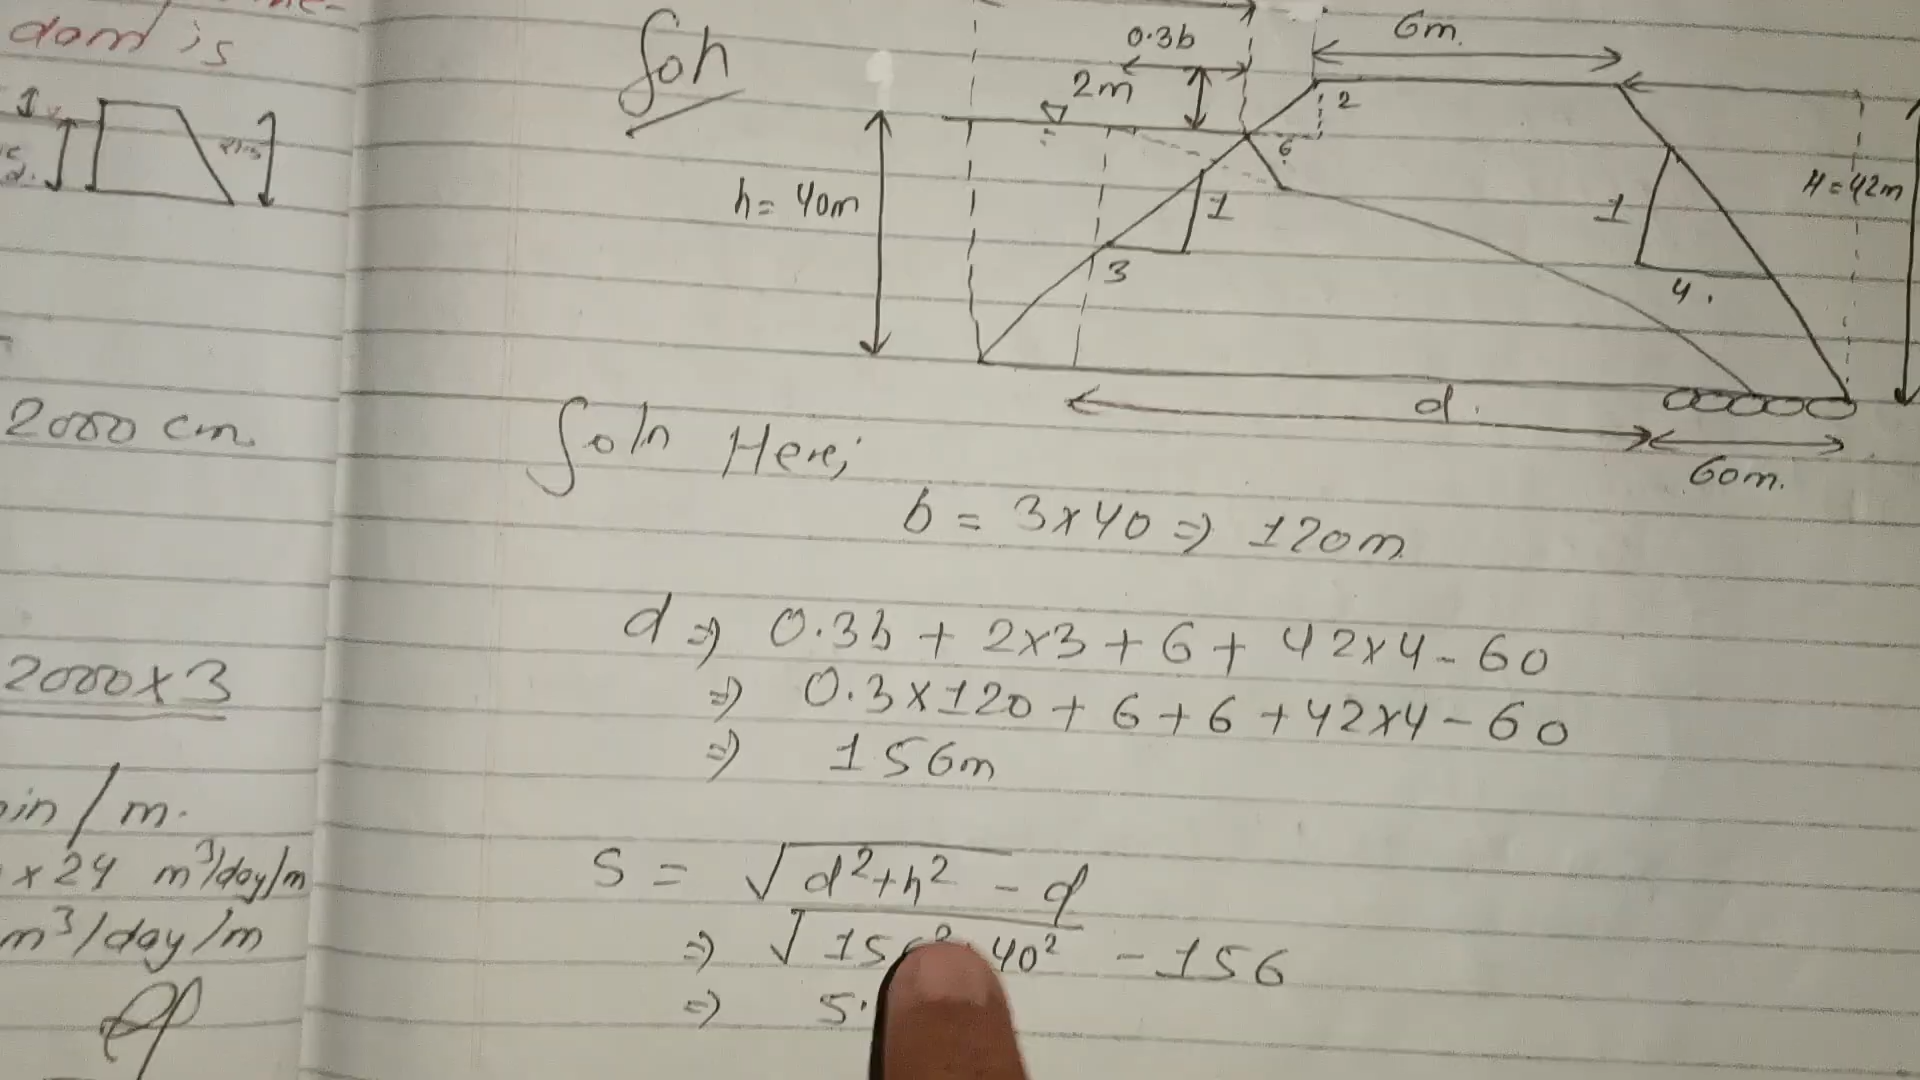 dam is
1
2000 cm.
2000x3
in/m.
x24 m³/day/m
m³/day/m
Soln
0.3b
6m.
2m
2
6
h = 40m
1
3
1
4.
H = 42m
d.
60m.
Soln Here;
b = 3x40 => 120m
d => 0.3b + 2x3 + 6 + 42x4 - 60
=> 0.3x120 + 6 + 6 + 42x4 - 60
=> 156m
S = √d²+h² - d
=> √15 40² - 156
=> 5.